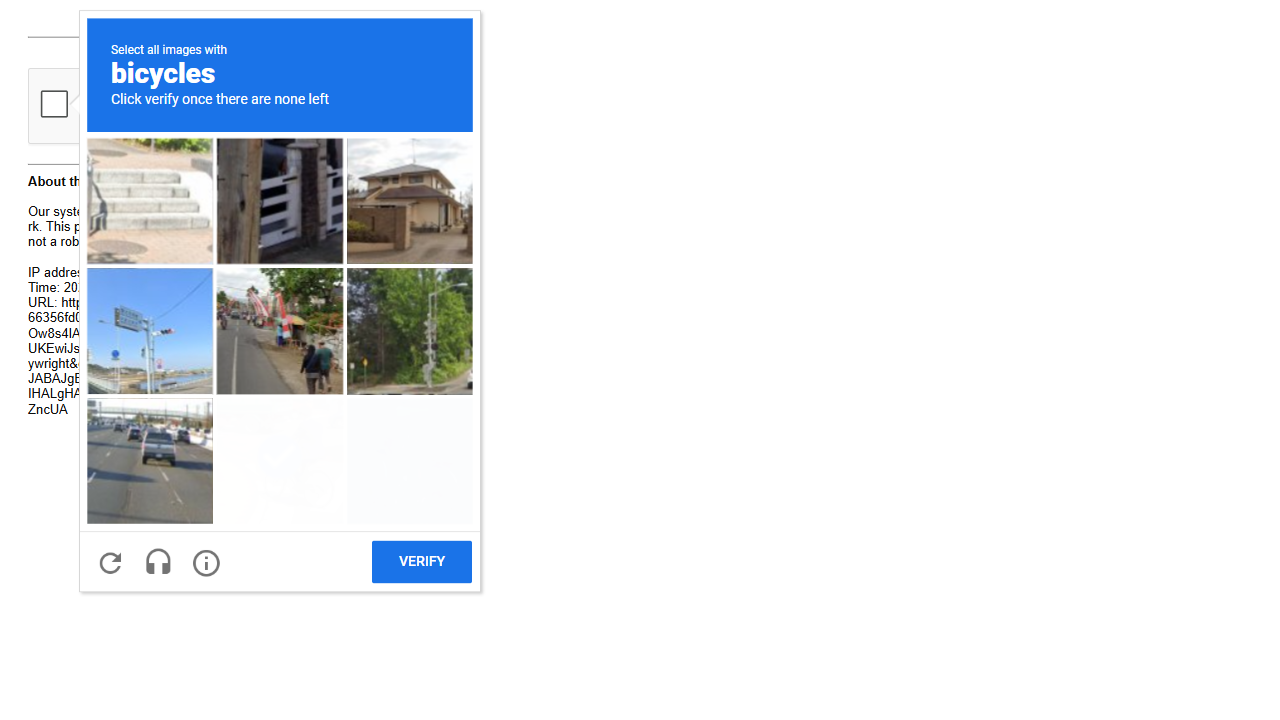 Select all images with
bicycles
Click verify once there are none left
About th
Our syste
rk. This p
not a rob
IP addres
Time: 20
URL: http
66356fd0
Ow8s4IA
UKEwiJs
ywright&
JABAJgE
IHALgHA
ZncUA
VERIFY